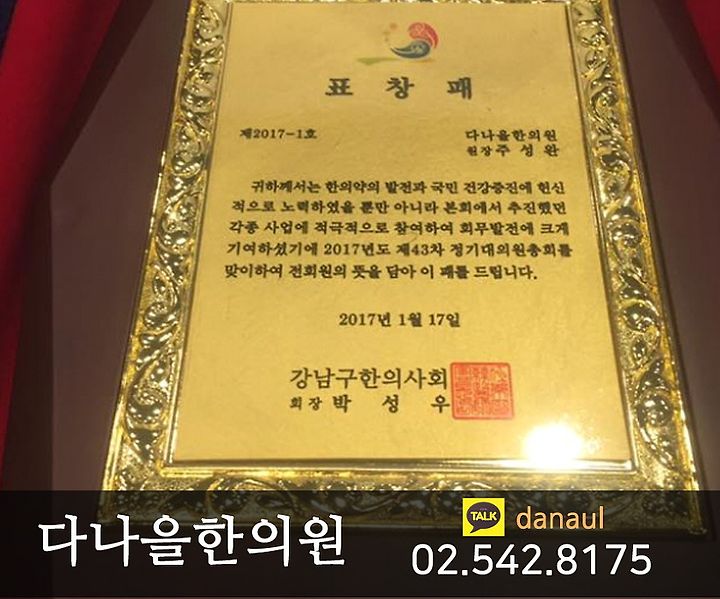 표창패
제2017-1호
다나을한의원
원장 주성완
귀하께서는 한의약의 발전과 국민 건강증진에 헌신
적으로 노력하였을 뿐만 아니라 본회에서 추진했던
각종 사업에 적극적으로 참여하여 회무발전에 크게
기여하셨기에 2017년도 제43차 정기대의원총회를
맞이하여 전회원의 뜻을 담아 이 패를 드립니다.
2017년 1월 17일
강남구한의사회
회장 박성우
다나을한의원
TALK danaul
02.542.8175